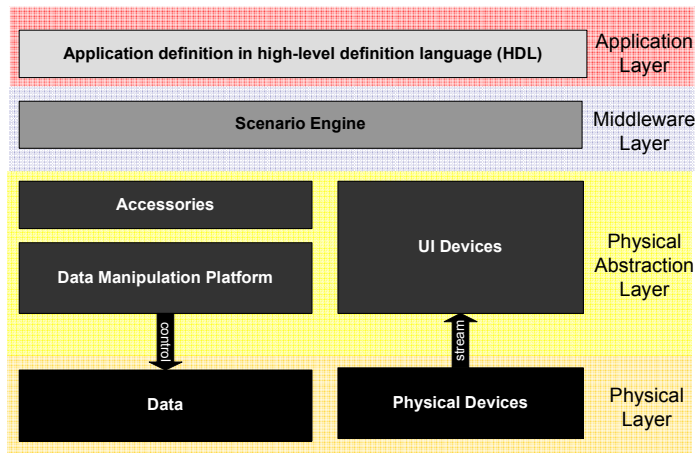 Application definition in high-level definition language (HDL)
Application
Layer
Scenario Engine
Middleware
Layer
Accessories
UI Devices
Data Manipulation Platform
Physical
Abstraction
Layer
control
stream
Data
Physical Devices
Physical
Layer